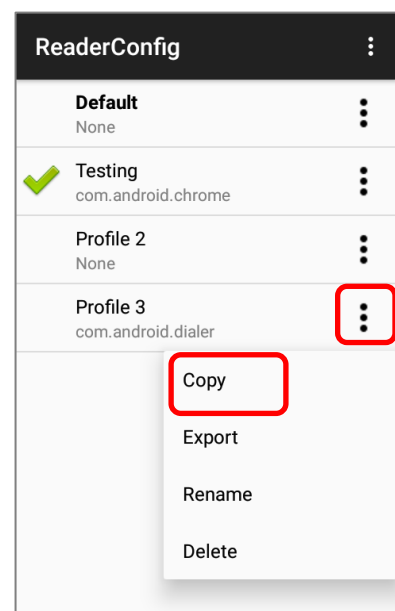 ReaderConfig
Default
None
Testing
com.android.chrome
Profile 2
None
Profile 3
com.android.dialer
Copy
Export
Rename
Delete